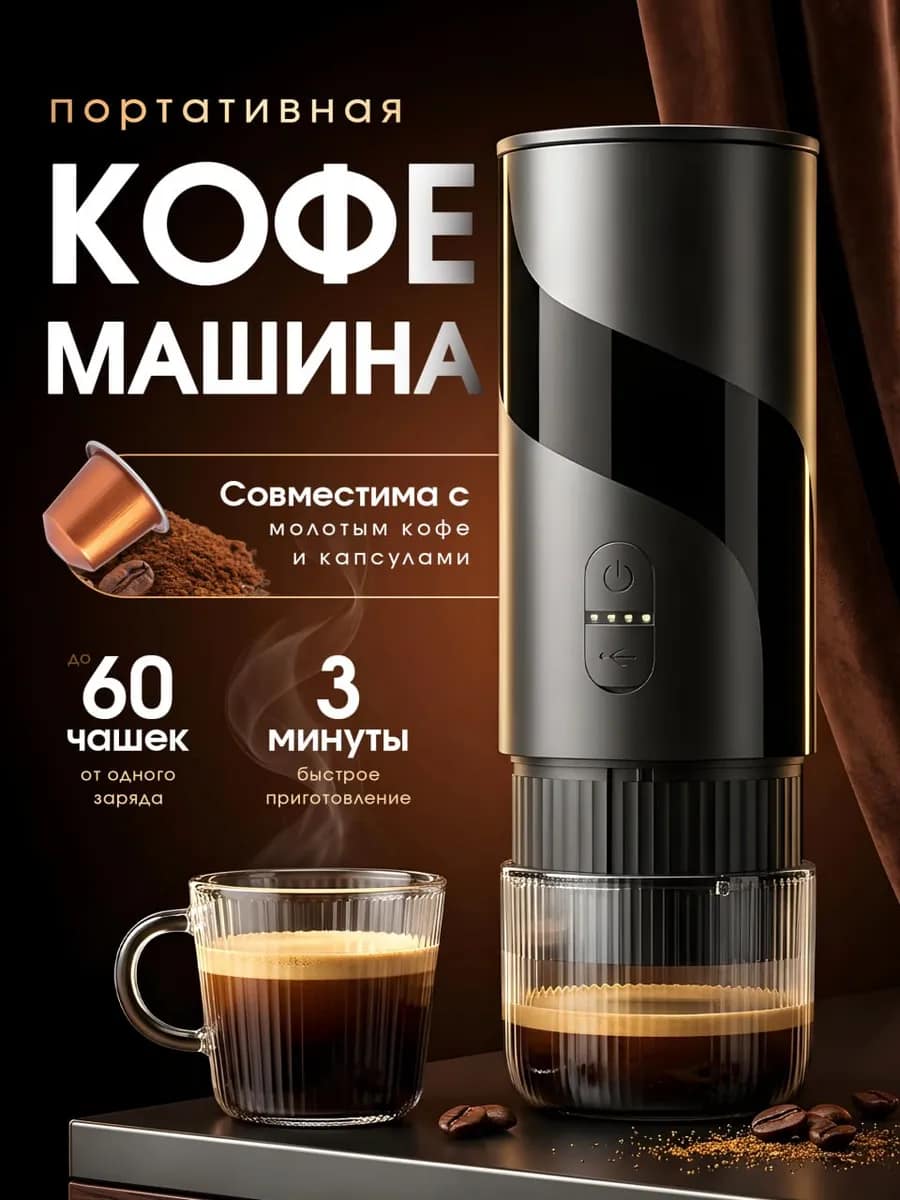 портативная
КОФЕ
МАШИНА
Совместима с
молотым кофе
и капсулами
до
60
чашек
от одного
заряда
3
минуты
быстрое
приготовление